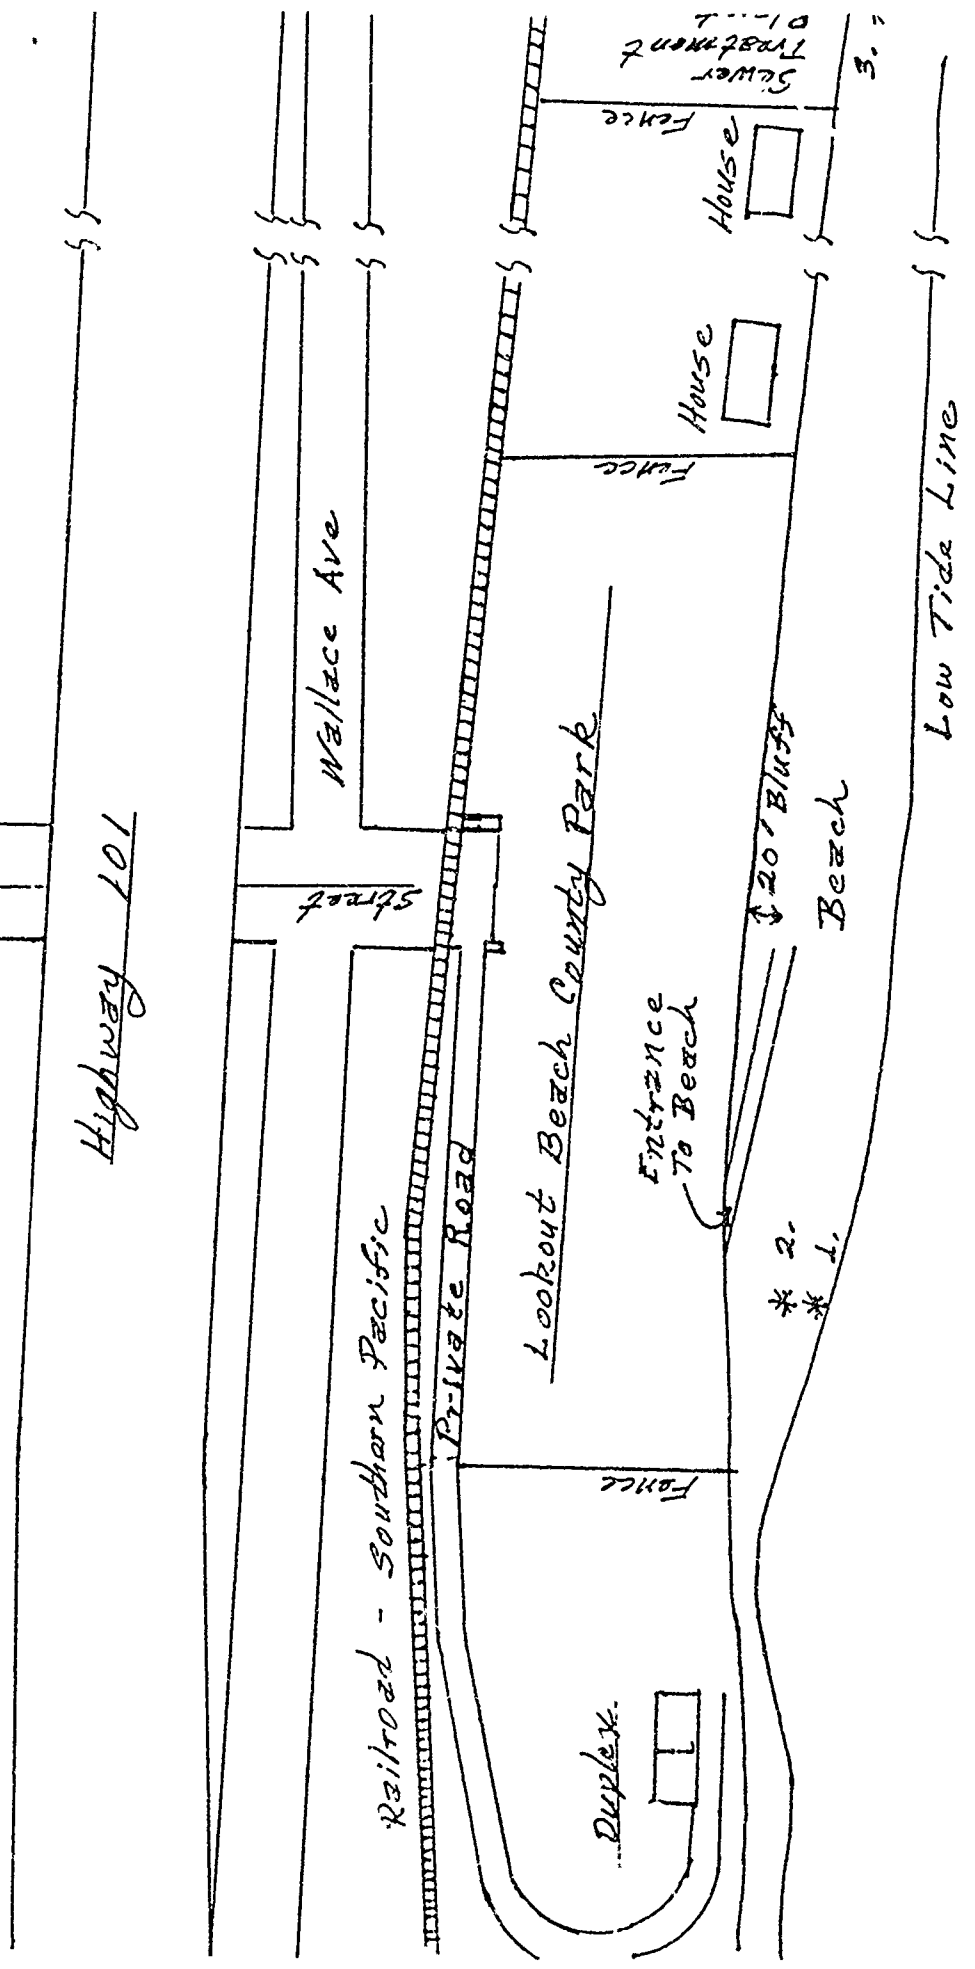 Highway 101
Wallace Ave
Street
Railroad - Southern Pacific
Private Road
Lookout Beach County Park
Entrance
To Beach
Duplex
Fence
Fence
Fence
House
House
Sewer
Treatment
Plant
20' Bluff
Beach
* 2.
* 1.
3. "
Low Tide Line